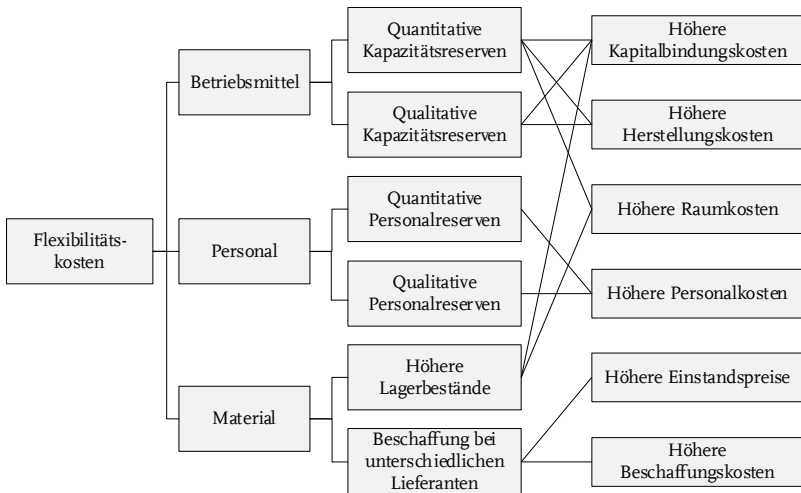 Flexibilitäts-
kosten
Betriebsmittel
Personal
Material
Quantitative
Kapazitätsreserven
Qualitative
Kapazitätsreserven
Quantitative
Personalreserven
Qualitative
Personalreserven
Höhere
Lagerbestände
Beschaffung bei
unterschiedlichen
Lieferanten
Höhere
Kapitalbindungskosten
Höhere
Herstellungskosten
Höhere Raumkosten
Höhere Personalkosten
Höhere Einstandspreise
Höhere
Beschaffungskosten